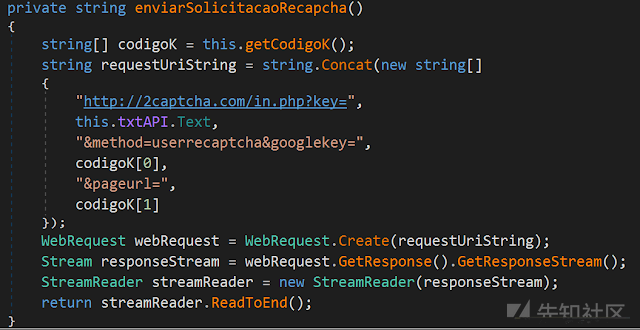 private string enviarSolicitacaoRecapcha()
{
    string[] codigoK = this.getCodigoK();
    string requestUriString = string.Concat(new string[]
    {
        "http://2captcha.com/in.php?key=",
        this.txtAPI.Text,
        "&method=userrecaptcha&googlekey=",
        codigoK[0],
        "&pageurl=",
        codigoK[1]
    });
    WebRequest webRequest = WebRequest.Create(requestUriString);
    Stream responseStream = webRequest.GetResponse().GetResponseStream();
    StreamReader streamReader = new StreamReader(responseStream);
    return streamReader.ReadToEnd();
}
先知社区